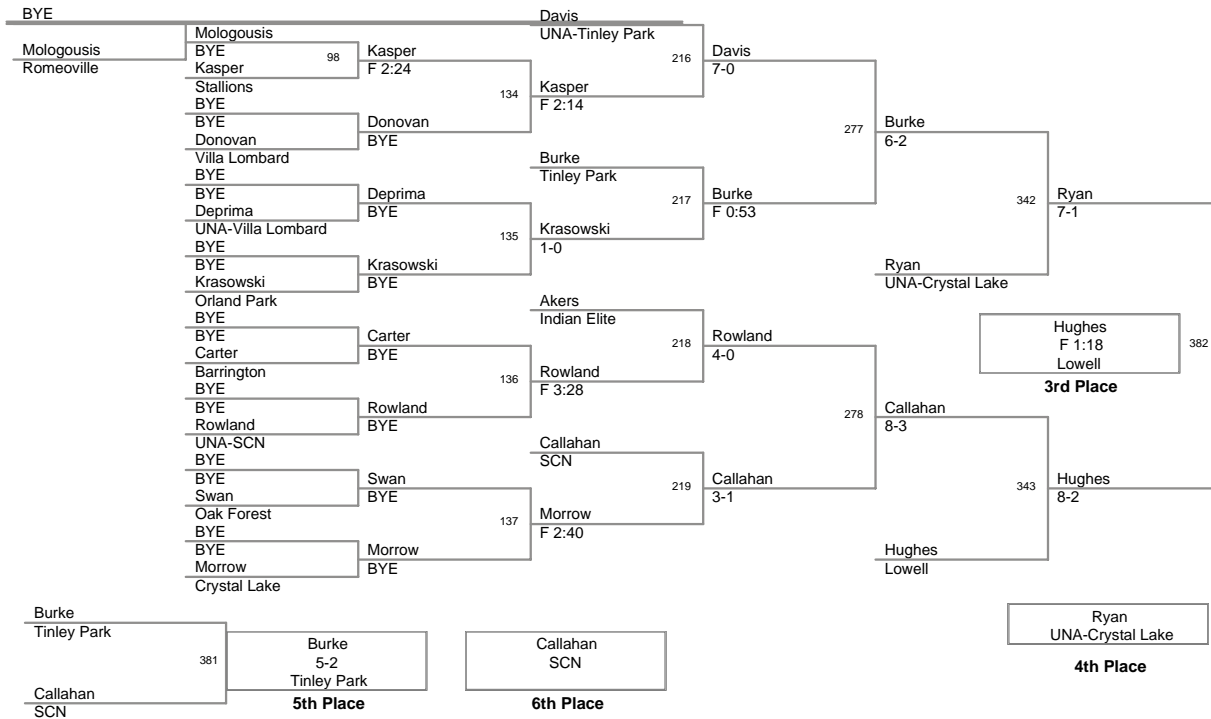 BYE
Mologousis
Romeoville
Mologousis
BYE
Kasper
Stallions
BYE
BYE
Donovan
Villa Lombard
BYE
BYE
Deprima
UNA-Villa Lombard
BYE
BYE
Krasowski
Orland Park
BYE
BYE
Carter
Barrington
BYE
BYE
Rowland
UNA-SCN
BYE
BYE
Swan
Oak Forest
BYE
BYE
Morrow
Crystal Lake
98
Kasper
F 2:24
Donovan
BYE
Deprima
BYE
Krasowski
BYE
Carter
BYE
Rowland
BYE
Swan
BYE
Morrow
BYE
134
135
136
137
Davis
UNA-Tinley Park
Kasper
F 2:14
Burke
Tinley Park
Krasowski
1-0
Akers
Indian Elite
Rowland
F 3:28
Callahan
SCN
Morrow
F 2:40
216
217
218
219
Davis
7-0
Burke
F 0:53
Rowland
4-0
Callahan
3-1
277
278
Burke
6-2
Ryan
UNA-Crystal Lake
Callahan
8-3
Hughes
Lowell
342
343
Ryan
7-1
Hughes
8-2
Hughes
F 1:18
Lowell
382
3rd Place
Ryan
UNA-Crystal Lake
4th Place
Burke
Tinley Park
381
Callahan
SCN
Burke
5-2
Tinley Park
5th Place
Callahan
SCN
6th Place